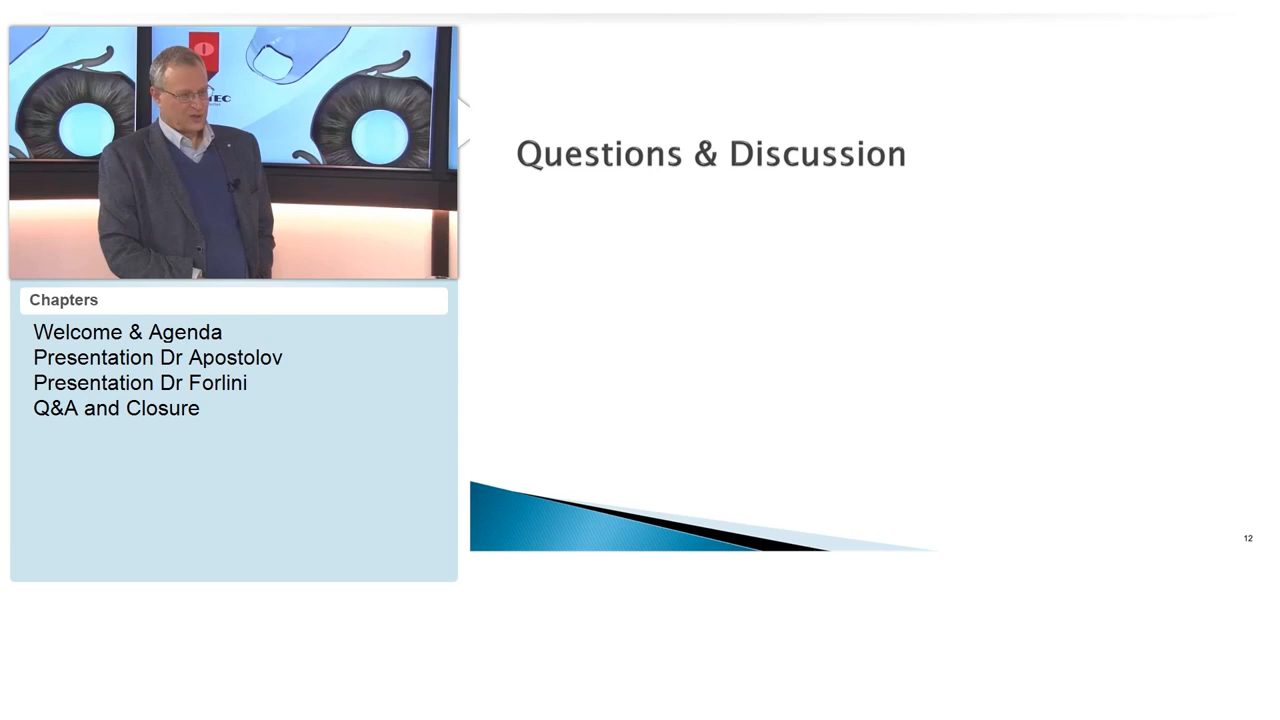 Questions & Discussion
Chapters
Welcome & Agenda
Presentation Dr Apostolov
Presentation Dr Forlini
Q&A and Closure
12